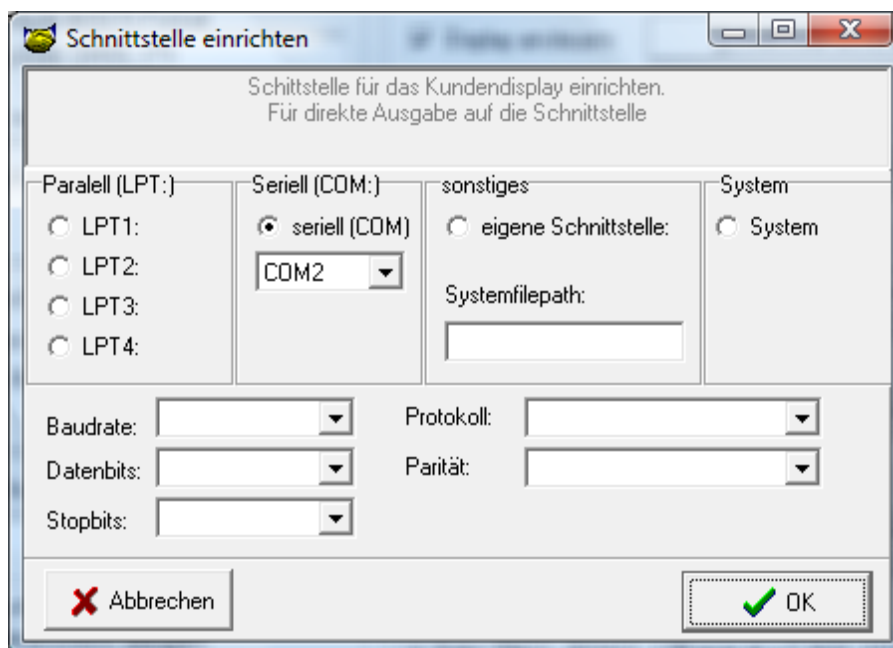 Schnittstelle einrichten
Schittstelle für das Kundendisplay einrichten.
Für direkte Ausgabe auf die Schnittstelle
Paralell (LPT:)
LPT1:
LPT2:
LPT3:
LPT4:
Seriell (COM:)
seriell (COM)
COM2
sonstiges
eigene Schnittstelle:
Systemfilepath:
System
System
Baudrate:
Datenbits:
Stopbits:
Protokoll:
Parität:
Abbrechen
OK